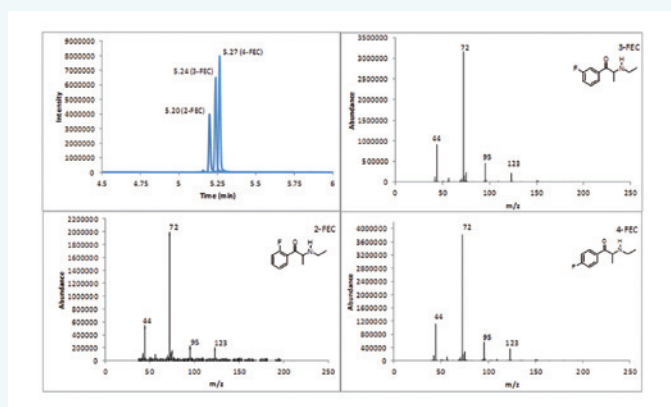 9000000
8000000
7000000
6000000
5000000
4000000
3000000
2000000
1000000
0
Intensity
5.27 (4-FEC)
5.24 (3-FEC)
5.20 (2-FEC)
4.5 4.75 5 5.25 5.5 5.75 6
Time (min)
3500000
3000000
2500000
2000000
1500000
1000000
500000
0
Abundance
72
3-FEC
F
O
H
N
44
95
123
0 50 100 150 200 250
m/z
2200000
2000000
1800000
1600000
1400000
1200000
1000000
800000
600000
400000
200000
0
Abundance
72
2-FEC
F
O
H
N
44
95
123
0 50 100 150 200 250
m/z
4000000
3600000
3200000
2800000
2400000
2000000
1600000
1200000
800000
400000
0
Abundance
72
4-FEC
F
O
H
N
44
95
123
0 50 100 150 200 250
m/z